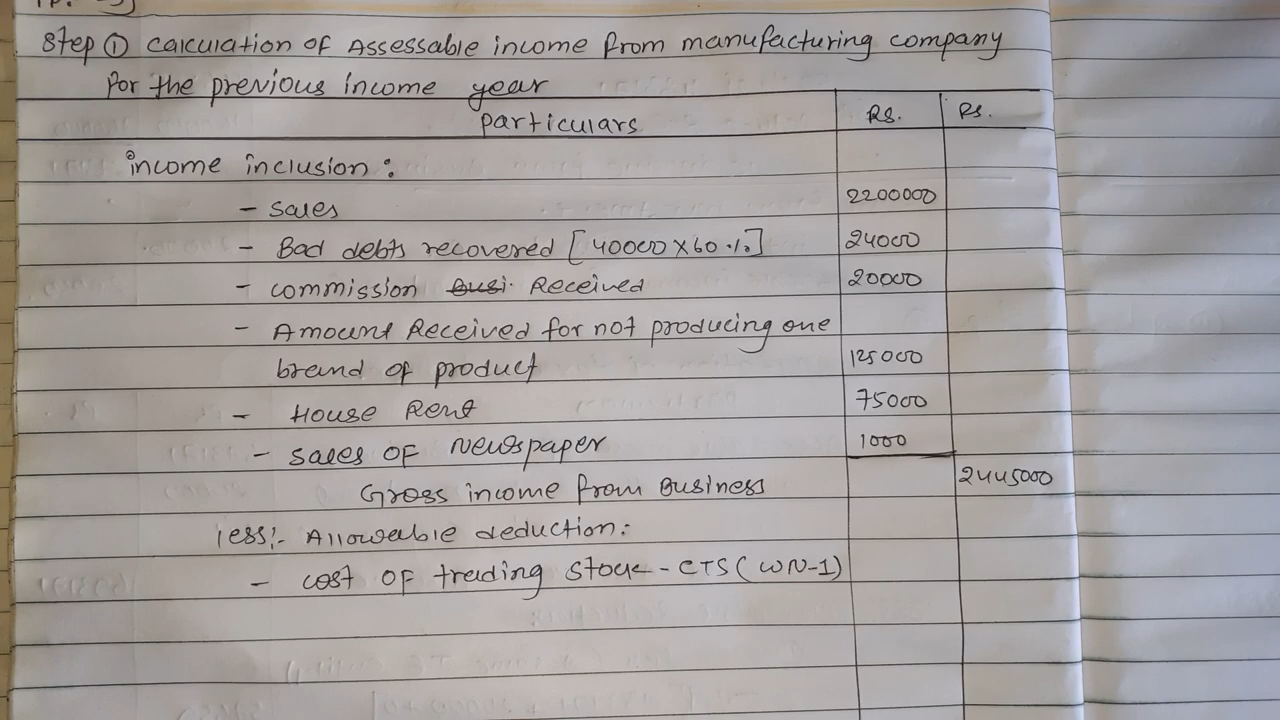 Step ① Calculation of Assessable income from manufacturing company
For the previous income year
particulars Rs. Rs.
income inclusion :
- Sales 2200000
- Bad debts recovered [40000 X 60 %] 24000
- commission Received 20000
- Amount Received for not producing one
brand of product 125000
- House Rent 75000
- Sales OF Newspaper 1000
Gross income from Business 2445000
less:- Allowable deduction:
- cost OF trading Stock - CTS (WN-1)